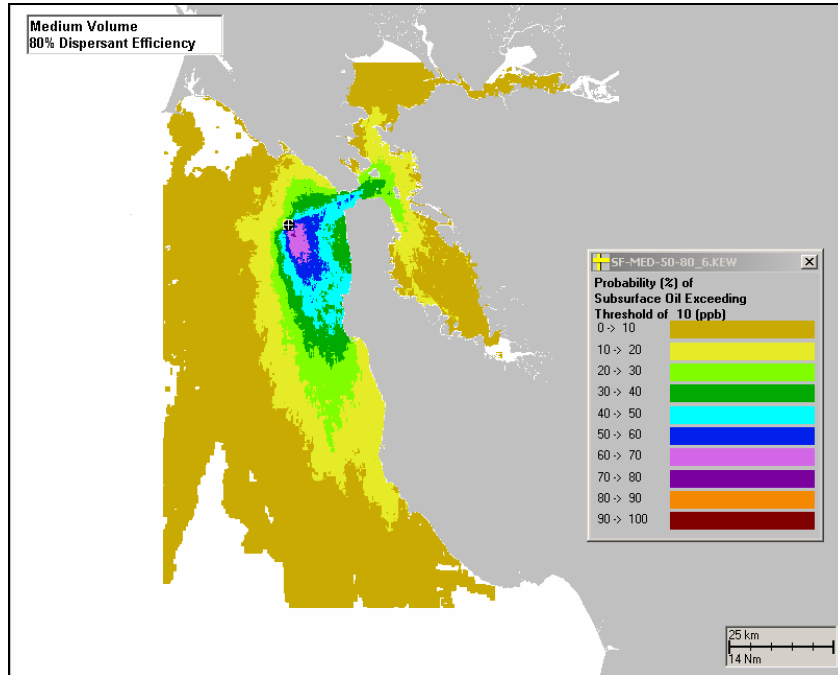 Medium Volume
80% Dispersant Efficiency
SF-MED-50-80_6.KEW
Probability (%) of
Subsurface Oil Exceeding
Threshold of 10 (ppb)
0 -> 10
10 -> 20
20 -> 30
30 -> 40
40 -> 50
50 -> 60
60 -> 70
70 -> 80
80 -> 90
90 -> 100
25 km
14 Nm